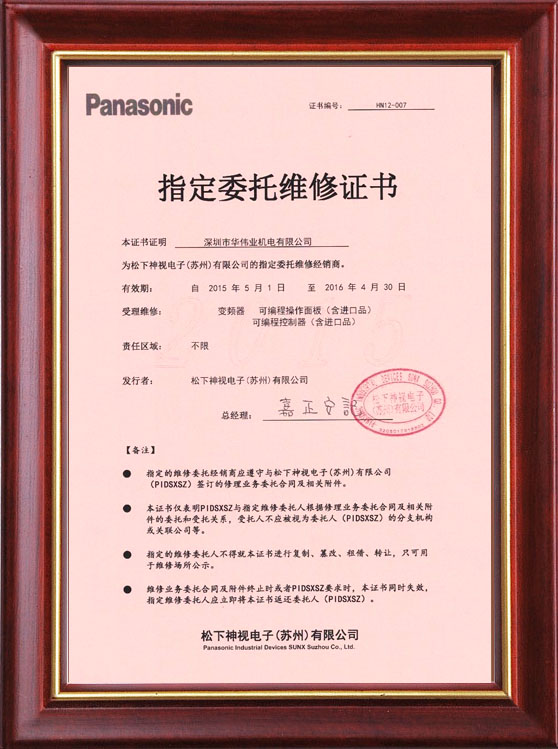 Panasonic
证书编号： HN12-007
指定委托维修证书
本证书证明 深圳市华伟业机电有限公司
为松下神视电子(苏州)有限公司的指定委托维修经销商。
有效期： 自 2015 年 5 月 1 日 至 2016 年 4 月 30 日
受理维修： 变频器 可编程操作面板（含进口品）
可编程控制器（含进口品）
责任区域： 不限
发行者： 松下神视电子(苏州)有限公司
总经理：
松下神视电子
(苏州)有限公司
【备注】
● 指定的维修委托经销商应遵守与松下神视电子(苏州)有限公司
（PIDSXSZ）签订的修理业务委托合同及相关附件。
● 本证书仅表明PIDSXSZ与指定维修委托人根据修理业务委托合同及相关附
件的委托和受托关系，受托人不应被视为委托人（PIDSXSZ）的分支机构
或关联公司等。
● 指定的维修委托人不得就本证书进行复制、篡改、租借、转让，只可用
于维修场所公示。
● 维修业务委托合同及附件终止时或者PIDSXSZ要求时，本证书同时失效，
指定维修委托人应立即将本证书返还委托人（PIDSXSZ）。
松下神视电子(苏州)有限公司
Panasonic Industrial Devices SUNX Suzhou Co., Ltd.